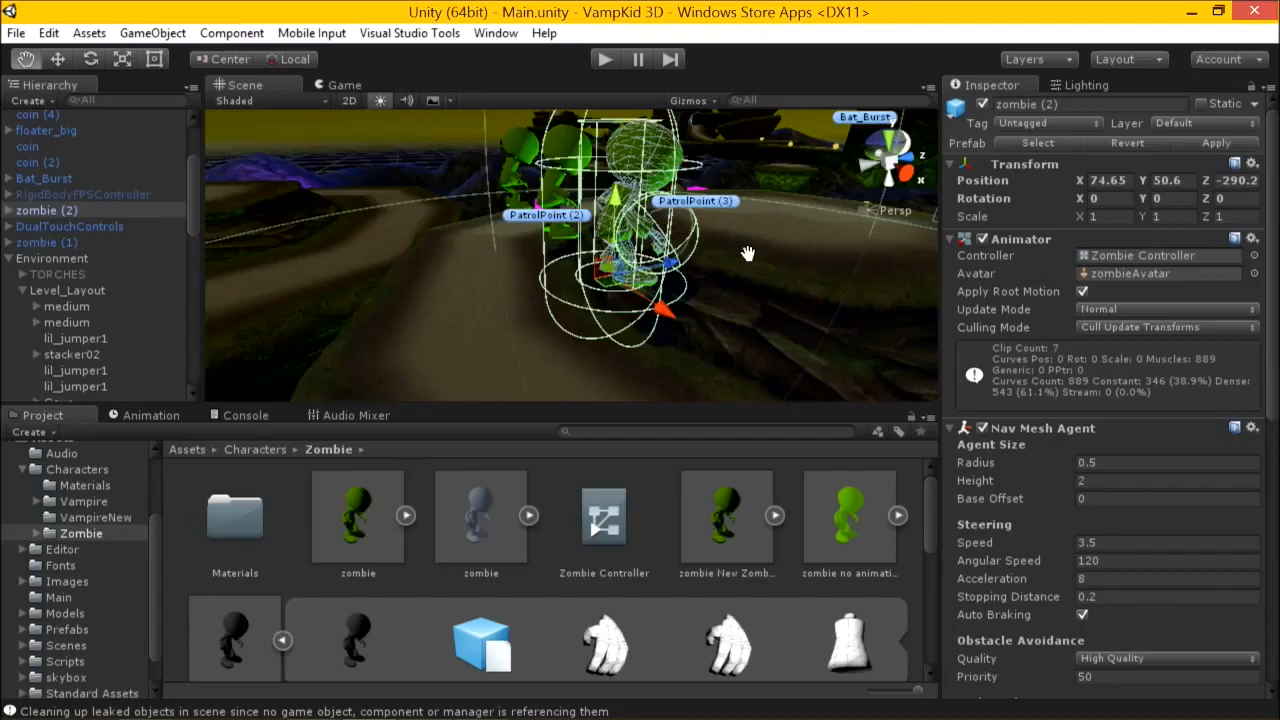 Unity (64bit) - Main.unity - VampKid 3D - Windows Store Apps <DX11>
File Edit Assets GameObject Component Mobile Input Visual Studio Tools Window Help
Center Local Layers Layout Account
Hierarchy Scene Game Inspector Lighting
Create All Shaded 2D Gizmos All
coin (4)
floater_big
coin
coin (2)
Bat_Burst
RigidBodyFPSController
zombie (2)
DualTouchControls
zombie (1)
Environment
TORCHES
Level_Layout
medium
medium
lil_jumper1
stacker02
lil_jumper1
lil_jumper1
Bat_Burst
y
z
x
Persp
PatrolPoint (2)
PatrolPoint (3)
zombie (2) Static
Tag Untagged Layer Default
Prefab Select Revert Apply
Transform
Position X 74.65 Y 50.6 Z -290.2
Rotation X 0 Y 0 Z 0
Scale X 1 Y 1 Z 1
Animator
Controller Zombie Controller
Avatar zombieAvatar
Apply Root Motion
Update Mode Normal
Culling Mode Cull Update Transforms
Clip Count: 7
Curves Pos: 0 Rot: 0 Scale: 0 Muscles: 889
Generic: 0 PPtr: 0
Curves Count: 889 Constant: 346 (38.9%) Dense:
543 (61.1%) Stream: 0 (0.0%)
Nav Mesh Agent
Agent Size
Radius 0.5
Height 2
Base Offset 0
Steering
Speed 3.5
Angular Speed 120
Acceleration 8
Stopping Distance 0.2
Auto Braking
Obstacle Avoidance
Quality High Quality
Priority 50
Project Animation Console Audio Mixer
Create
Audio
Characters
Materials
Vampire
VampireNew
Zombie
Editor
Fonts
Images
Main
Models
Prefabs
Scenes
Scripts
skybox
Standard Assets
Assets Characters Zombie
Materials zombie zombie Zombie Controller zombie New Zomb... zombie no animati...
Cleaning up leaked objects in scene since no game object, component or manager is referencing them